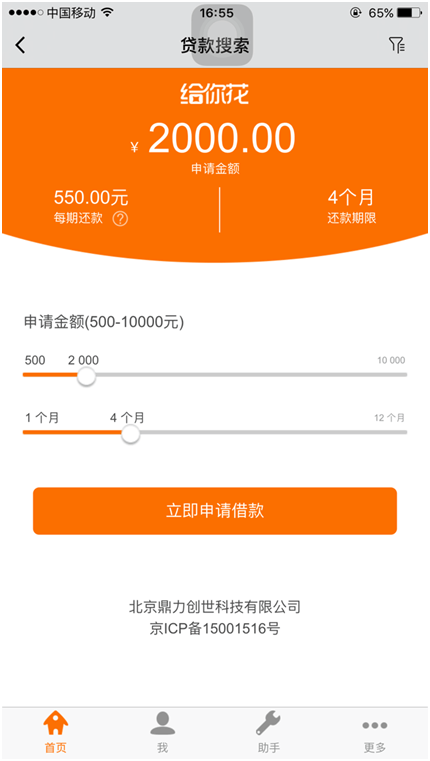 中国移动 16:55 65%
贷款搜索
给你花
¥ 2000.00
申请金额
550.00元 4个月
每期还款 ? 还款期限
申请金额(500-10000元)
500 2 000 10 000
1 个月 4 个月 12 个月
立即申请借款
北京鼎力创世科技有限公司
京ICP备15001516号
首页 我 助手 更多